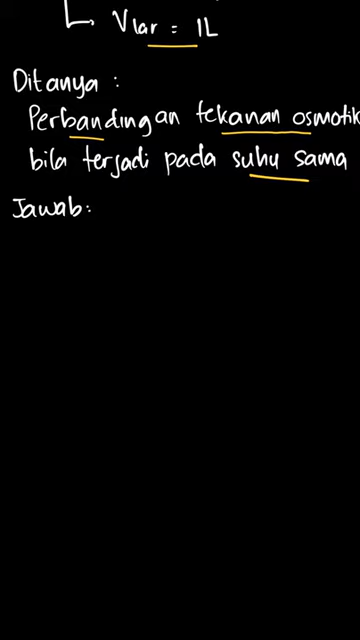 L. Vlar = 1L
Ditanya :
Perbandingan tekanan osmotik
bila terjadi pada suhu sama
Jawab: